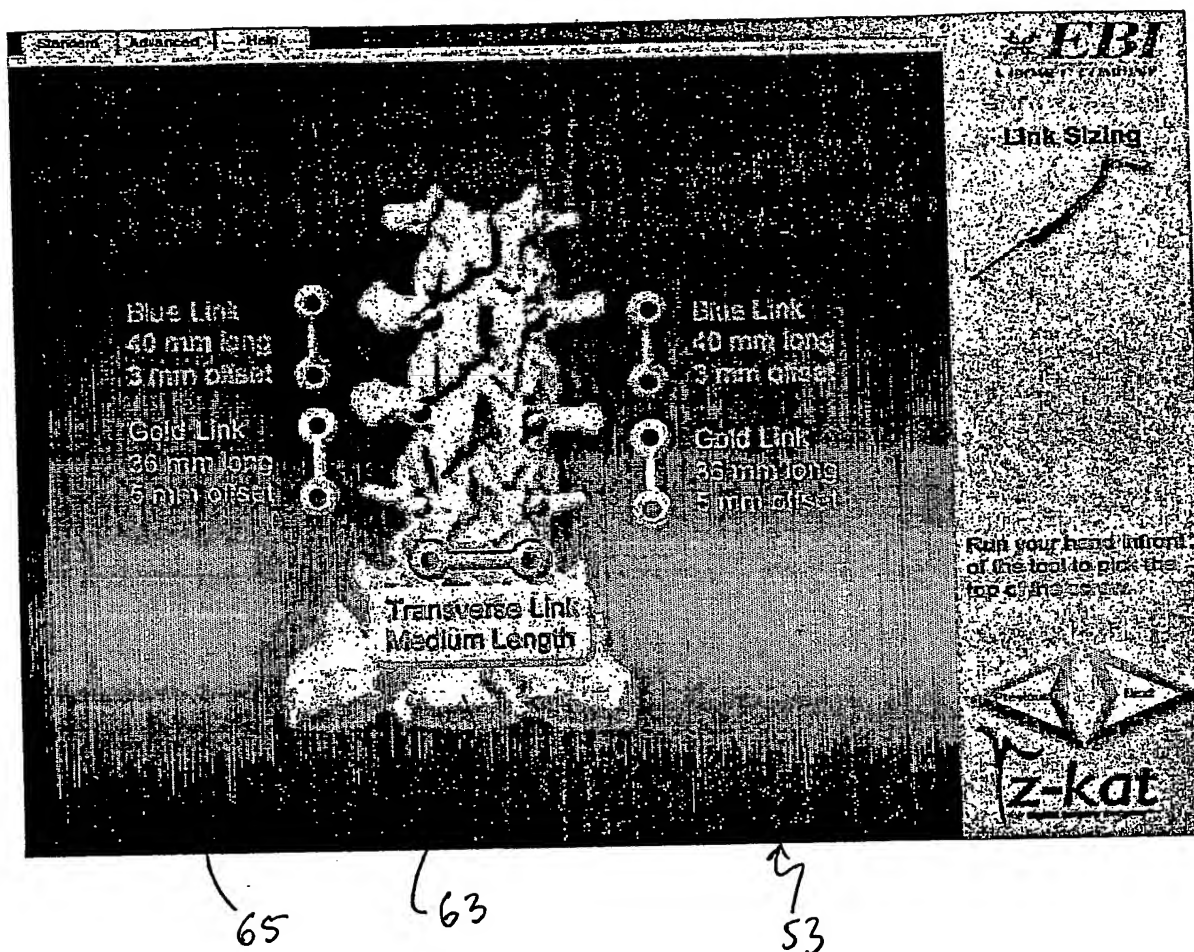 Standard Advanced Help
EBI
Link Sizing
Blue Link
40 mm long
3 mm offset
Gold Link
36 mm long
5 mm offset
Blue Link
40 mm long
3 mm offset
Gold Link
36 mm long
5 mm offset
Transverse Link
Medium Length
Run your hand infront
of the tool to pick the
top of the
Previous Next
z-kat
65 63 53